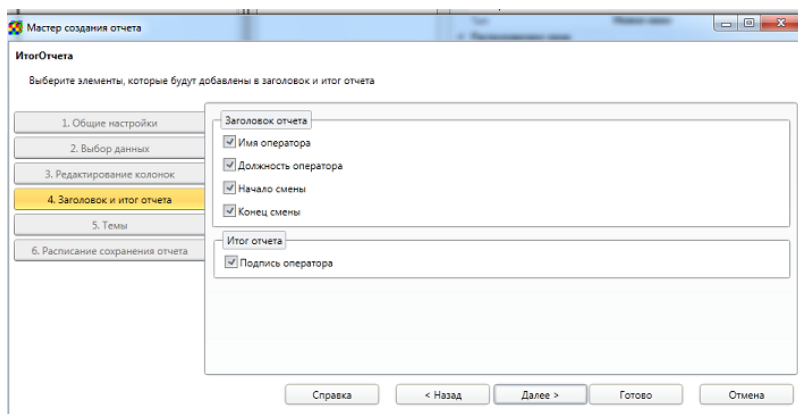 Мастер создания отчета
ИтогОтчета
Выберите элементы, которые будут добавлены в заголовок и итог отчета
1. Общие настройки
2. Выбор данных
3. Редактирование колонок
4. Заголовок и итог отчета
5. Темы
6. Расписание сохранения отчета
Заголовок отчета
Имя оператора
Должность оператора
Начало смены
Конец смены
Итог отчета
Подпись оператора
Справка
< Назад
Далее >
Готово
Отмена